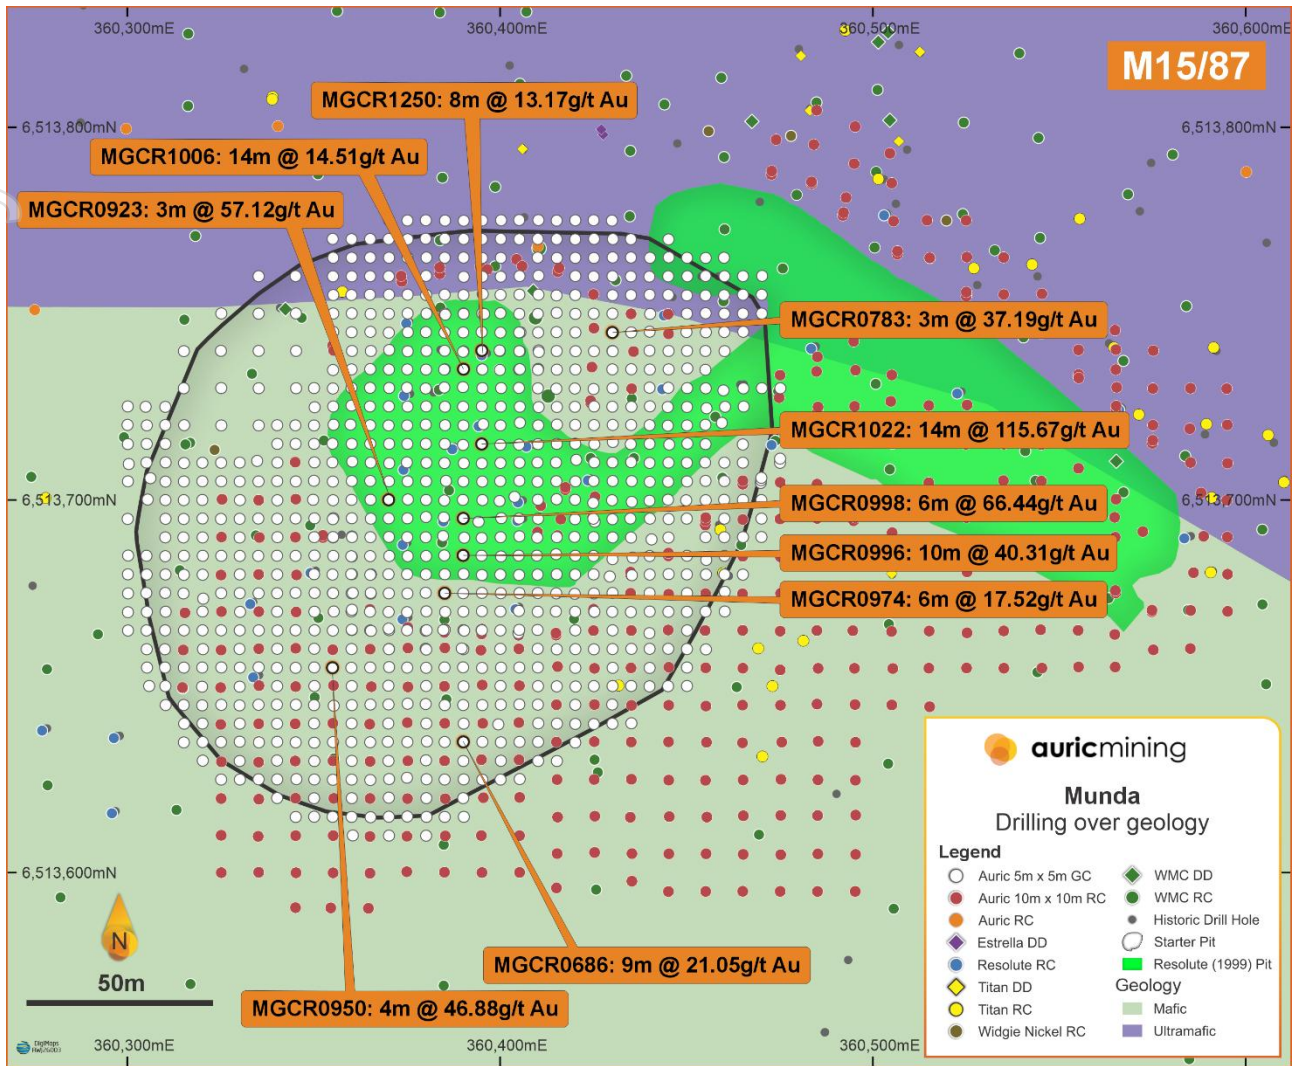 360,300mE
360,400mE
360,500mE
360,600mE
M15/87
MGCR1250: 8m @ 13.17g/t Au
6,513,800mN
6,513,800mN
MGCR1006: 14m @ 14.51g/t Au
MGCR0923: 3m @ 57.12g/t Au
MGCR0783: 3m @ 37.19g/t Au
MGCR1022: 14m @ 115.67g/t Au
6,513,700mN
MGCR0998: 6m @ 66.44g/t Au
6,513,700mN
MGCR0996: 10m @ 40.31g/t Au
MGCR0974: 6m @ 17.52g/t Au
auricmining
Munda
Drilling over geology
Legend
Auric 5m x 5m GC
Auric 10m x 10m RC
Auric RC
Estrella DD
Resolute RC
Titan DD
Titan RC
Widgie Nickel RC
WMC DD
WMC RC
Historic Drill Hole
Starter Pit
Resolute (1999) Pit
Geology
Mafic
Ultramafic
6,513,600mN
N
50m
MGCR0686: 9m @ 21.05g/t Au
MGCR0950: 4m @ 46.88g/t Au
DigiMaps
360,300mE
360,400mE
360,500mE